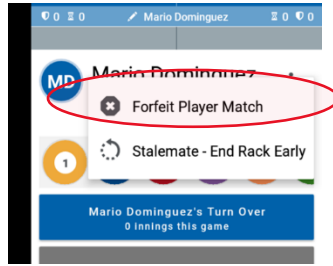 0 0 Mario Dominguez 0 0
MD Mario Dominguez
Forfeit Player Match
Stalemate - End Rack Early
1
Mario Dominguez's Turn Over
0 innings this game